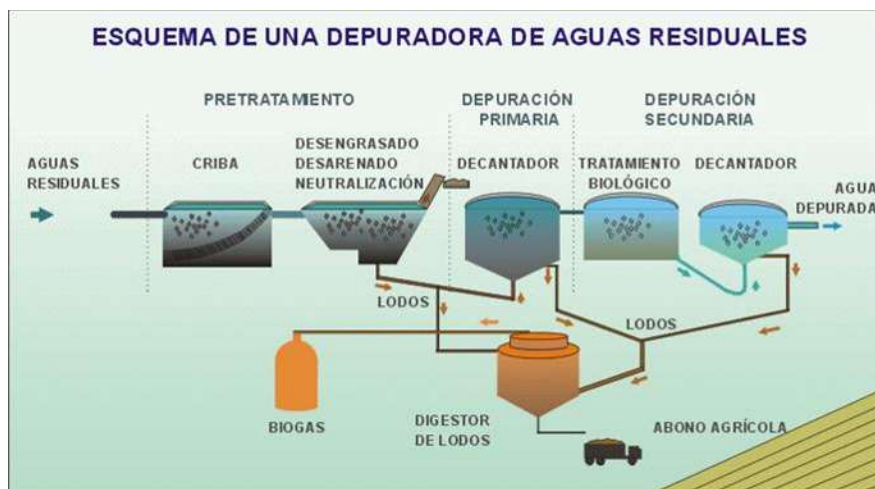 ESQUEMA DE UNA DEPURADORA DE AGUAS RESIDUALES
PRETRATAMIENTO
DEPURACIÓN
PRIMARIA
DEPURACIÓN
SECUNDARIA
AGUAS
RESIDUALES
CRIBA
DESENGRASADO
DESARENADO
NEUTRALIZACIÓN
DECANTADOR
TRATAMIENTO
BIOLÓGICO
DECANTADOR
AGUA
DEPURADA
LODOS
LODOS
BIOGAS
DIGESTOR
DE LODOS
ABONO AGRÍCOLA